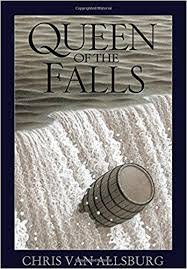 QUEEN
OF THE
FALLS
CHRIS VAN ALLSBURG